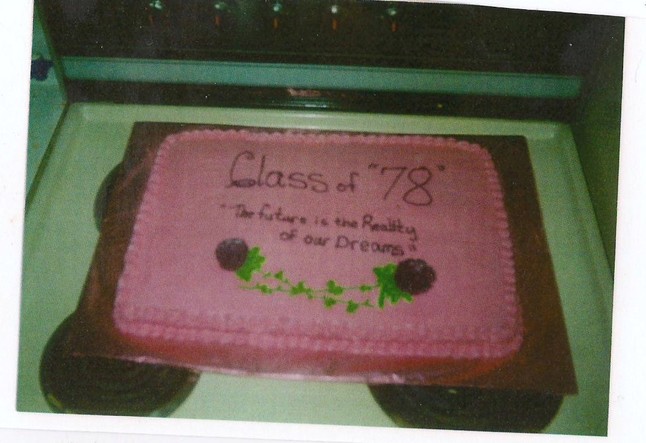 Class of "78"
"The future is the Reality
of our Dreams"